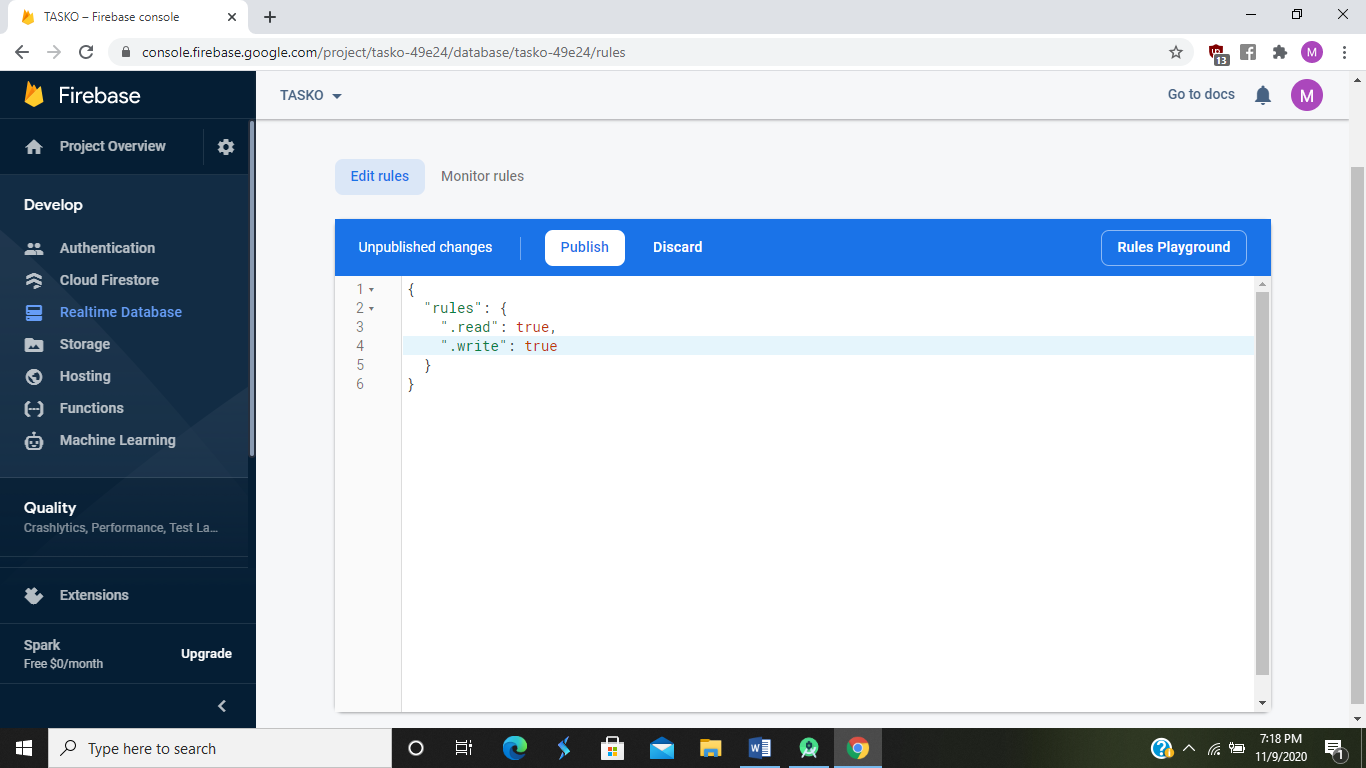 TASKO – Firebase console
console.firebase.google.com/project/tasko-49e24/database/tasko-49e24/rules
13
M
Firebase
TASKO
Go to docs
M
Project Overview
Develop
Authentication
Cloud Firestore
Realtime Database
Storage
Hosting
Functions
Machine Learning
Quality
Crashlytics, Performance, Test La...
Extensions
Spark
Free $0/month
Upgrade
Edit rules
Monitor rules
Unpublished changes
Publish
Discard
Rules Playground
1 {
2 "rules": {
3 ".read": true,
4 ".write": true
5 }
6 }
Type here to search
7:18 PM
11/9/2020
1